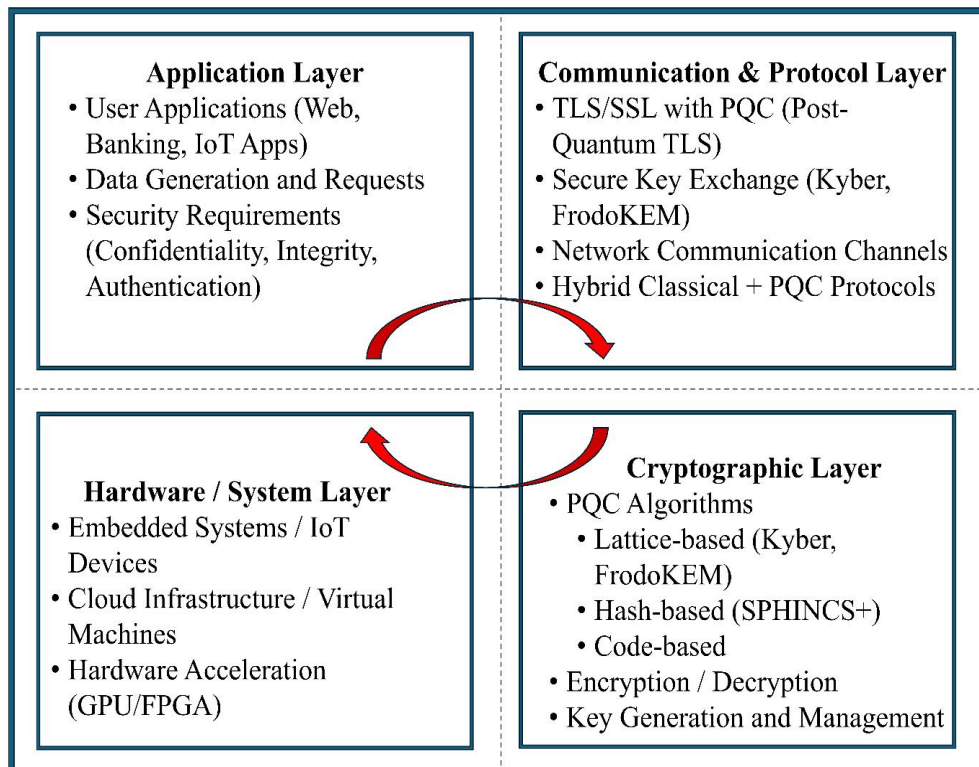 Application Layer
• User Applications (Web,
Banking, IoT Apps)
• Data Generation and Requests
• Security Requirements
(Confidentiality, Integrity,
Authentication)
Communication & Protocol Layer
• TLS/SSL with PQC (Post-
Quantum TLS)
• Secure Key Exchange (Kyber,
FrodoKEM)
• Network Communication Channels
• Hybrid Classical + PQC Protocols
Hardware / System Layer
• Embedded Systems / IoT
Devices
• Cloud Infrastructure / Virtual
Machines
• Hardware Acceleration
(GPU/FPGA)
Cryptographic Layer
• PQC Algorithms
• Lattice-based (Kyber,
FrodoKEM)
• Hash-based (SPHINCS+)
• Code-based
• Encryption / Decryption
• Key Generation and Management